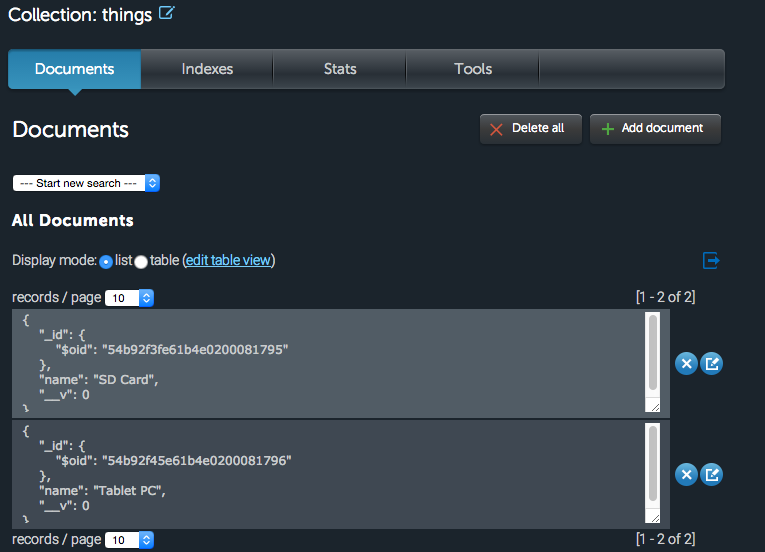 Collection: things
Documents Indexes Stats Tools
Documents
Delete all Add document
--- Start new search ---
All Documents
Display mode: list table (edit table view)
records / page 10 [1 - 2 of 2]
{
"_id": {
"$oid": "54b92f3fe61b4e0200081795"
},
"name": "SD Card",
"__v": 0
}
{
"_id": {
"$oid": "54b92f45e61b4e0200081796"
},
"name": "Tablet PC",
"__v": 0
}
records / page 10 [1 - 2 of 2]